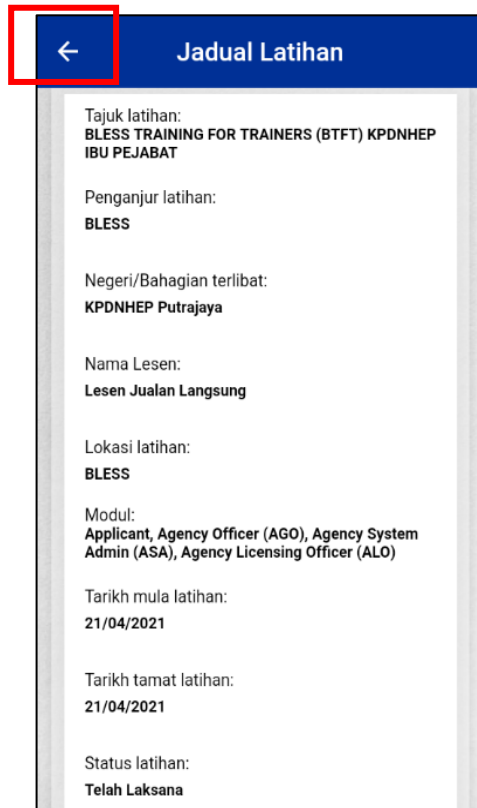 Jadual Latihan
Tajuk latihan:
BLESS TRAINING FOR TRAINERS (BTFT) KPDNHEP
IBU PEJABAT
Penganjur latihan:
BLESS
Negeri/Bahagian terlibat:
KPDNHEP Putrajaya
Nama Lesen:
Lesen Jualan Langsung
Lokasi latihan:
BLESS
Modul:
Applicant, Agency Officer (AGO), Agency System
Admin (ASA), Agency Licensing Officer (ALO)
Tarikh mula latihan:
21/04/2021
Tarikh tamat latihan:
21/04/2021
Status latihan:
Telah Laksana